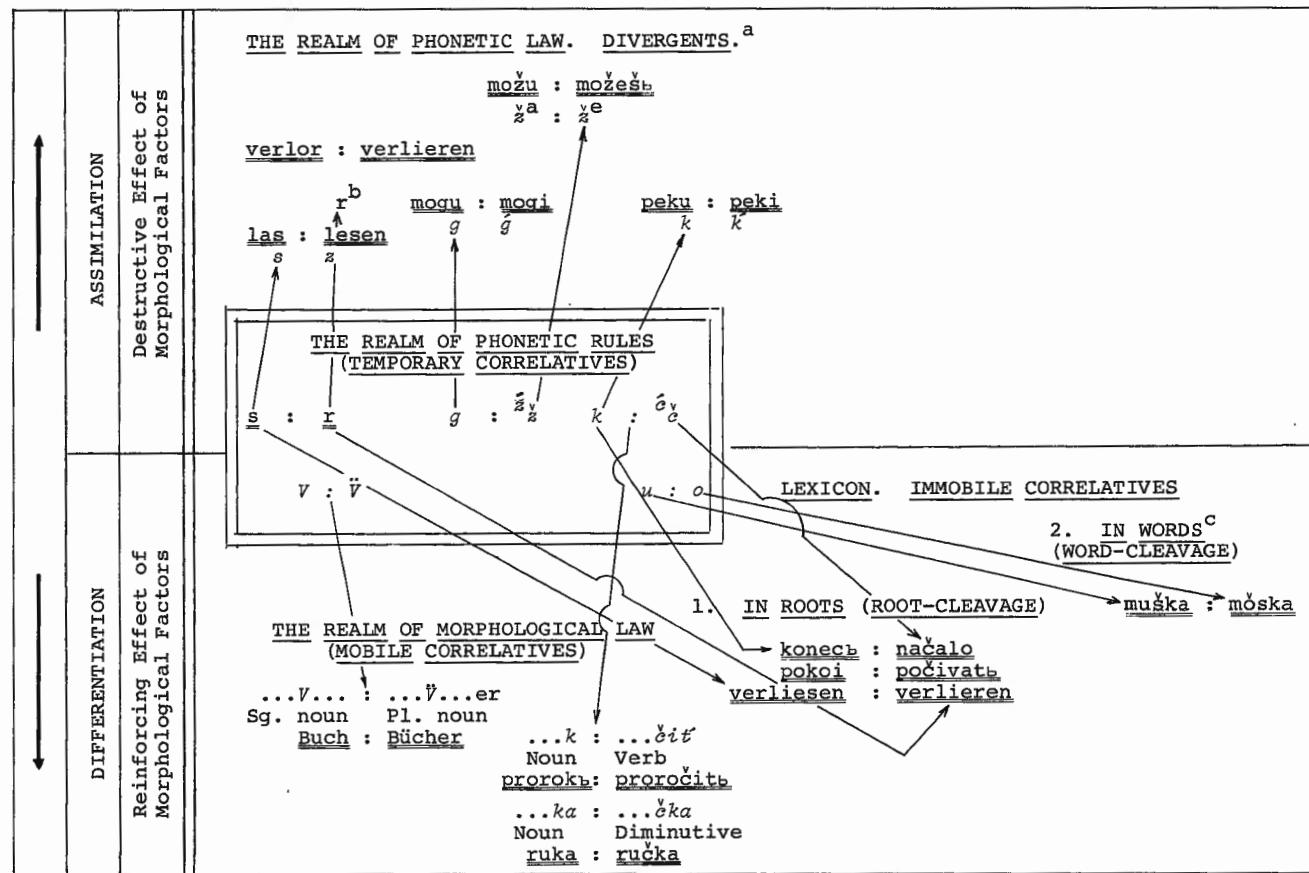 THE REALM OF PHONETIC LAW. DIVERGENTS.a
možu : možešь
ža : že
verlor : verlieren
rb
mogu : mogi
g ǵ
peku : peki
k ḱ
las : lesen
s z
ASSIMILATION
Destructive Effect of
Morphological Factors
THE REALM OF PHONETIC RULES
(TEMPORARY CORRELATIVES)
s : r g : ź ž k : ć č
V : V̈ u : o
LEXICON. IMMOBILE CORRELATIVES
2. IN WORDSc
(WORD-CLEAVAGE)
muška : móska
DIFFERENTIATION
Reinforcing Effect of
Morphological Factors
1. IN ROOTS (ROOT-CLEAVAGE)
konecь : načalo
pokoi : počivatь
verliesen : verlieren
THE REALM OF MORPHOLOGICAL LAW
(MOBILE CORRELATIVES)
...V... : ...V̈...er
Sg. noun Pl. noun
Buch : Bücher
...k : ...čit́
Noun Verb
prorokь: proročitь
...ka : ...čka
Noun Diminutive
ruka : ručka